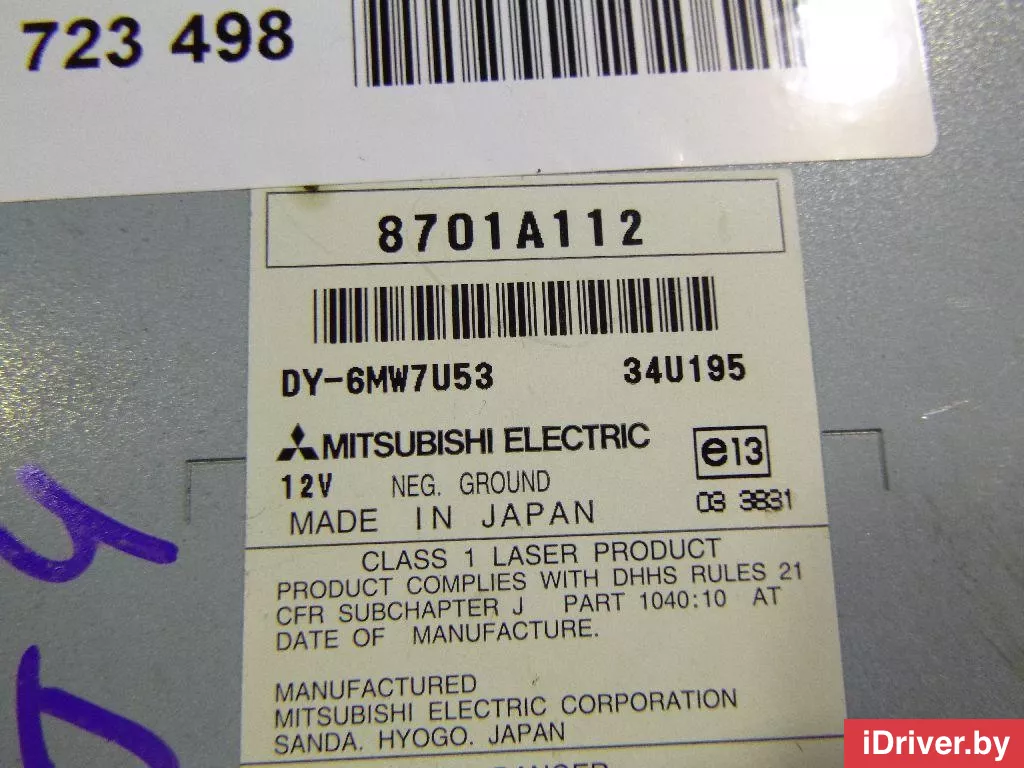 723 498
8701A112
DY-6MW7U53 34U195
MITSUBISHI ELECTRIC
e13
12V NEG. GROUND
03 3831
MADE IN JAPAN
CLASS 1 LASER PRODUCT
PRODUCT COMPLIES WITH DHHS RULES 21
CFR SUBCHAPTER J PART 1040:10 AT
DATE OF MANUFACTURE.
MANUFACTURED
MITSUBISHI ELECTRIC CORPORATION
SANDA. HYOGO. JAPAN
iDriver.by